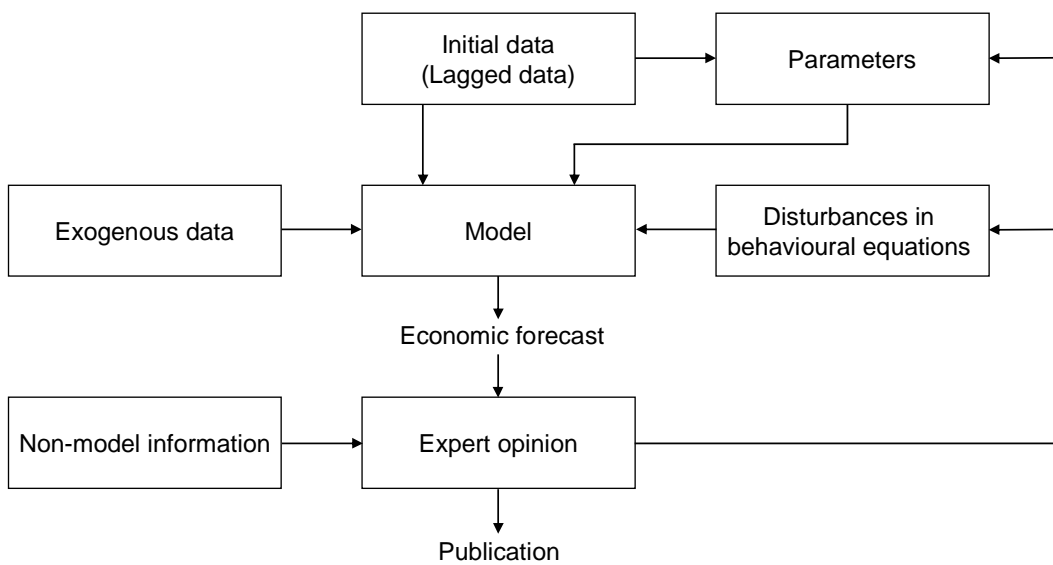 Initial data
(Lagged data)
Parameters
Exogenous data
Model
Disturbances in
behavioural equations
Economic forecast
Non-model information
Expert opinion
Publication